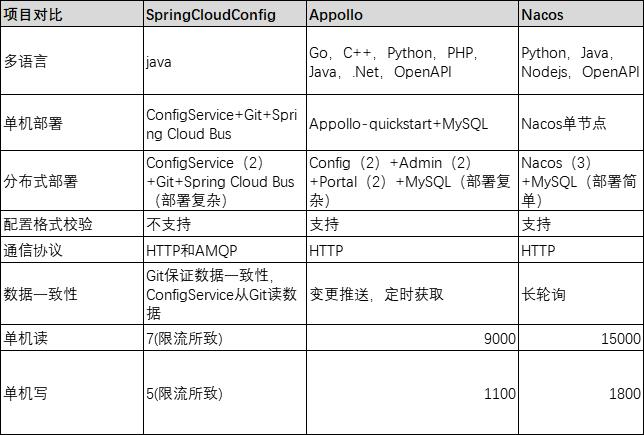 项目对比 SpringCloudConfig Appollo Nacos
多语言 java Go，C++，Python，PHP，
Java，.Net，OpenAPI Python，Java，
Nodejs，OpenAPI
单机部署 ConfigService+Git+Spri
ng Cloud Bus Appollo-quickstart+MySQL Nacos单节点
分布式部署 ConfigService（2）
+Git+Spring Cloud Bus
（部署复杂） Config（2）+Admin（2）
+Portal（2）+MySQL（部署复
杂） Nacos（3）
+MySQL（部署简
单）
配置格式校验 不支持 支持 支持
通信协议 HTTP和AMQP HTTP HTTP
数据一致性 Git保证数据一致性，
ConfigService从Git读数
据 变更推送，定时获取 长轮询
单机读 7(限流所致) 9000 15000
单机写 5(限流所致) 1100 1800